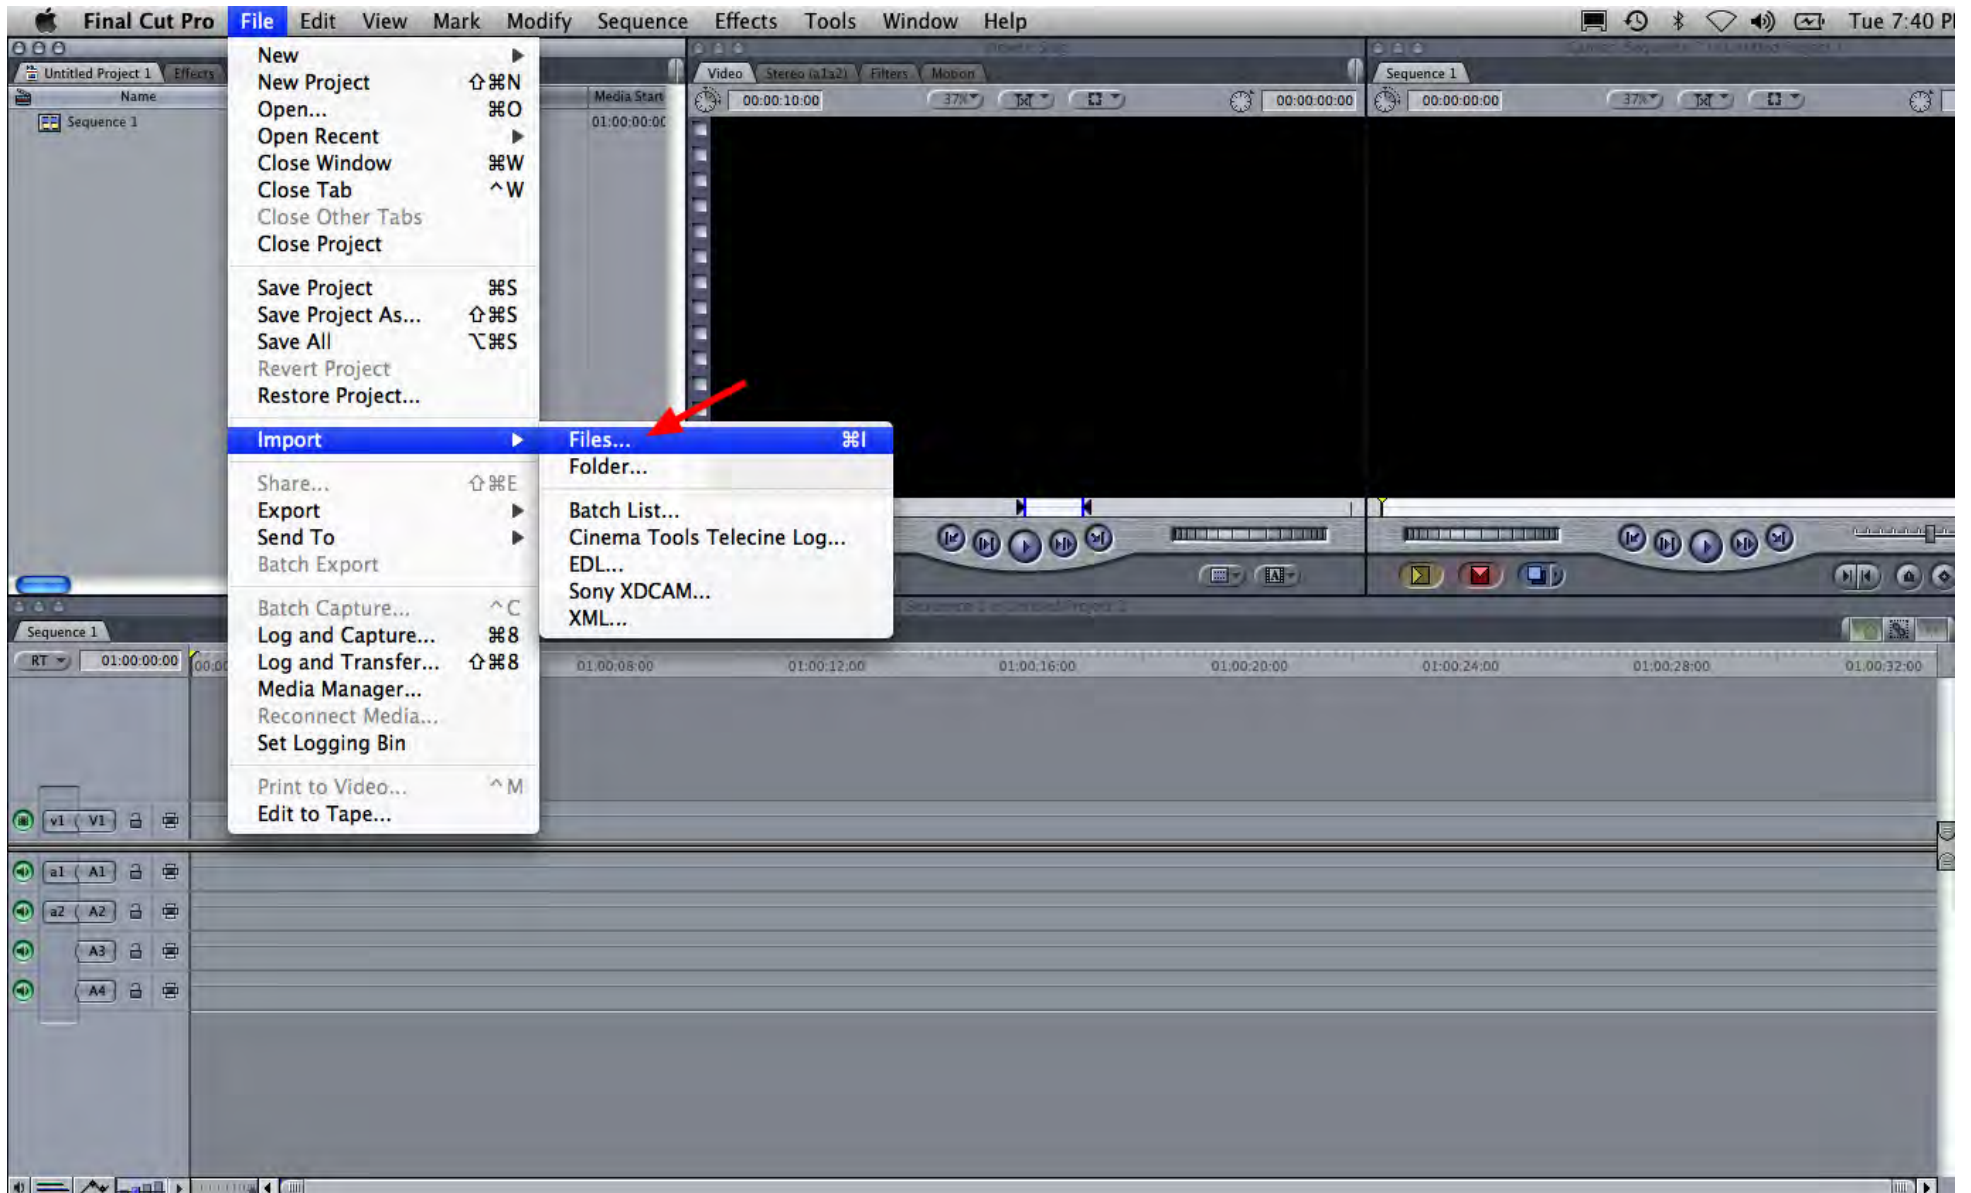 Final Cut Pro File Edit View Mark Modify Sequence Effects Tools Window Help Tue 7:40 P
Untitled Project 1 Effects
Name Media Start
Sequence 1 01:00:00:00
New
New Project ⇧⌘N
Open... ⌘O
Open Recent
Close Window ⌘W
Close Tab ^W
Close Other Tabs
Close Project
Save Project ⌘S
Save Project As... ⇧⌘S
Save All ⌥⌘S
Revert Project
Restore Project...
Import
Share... ⇧⌘E
Export
Send To
Batch Export
Batch Capture... ^C
Log and Capture... ⌘8
Log and Transfer... ⇧⌘8
Media Manager...
Reconnect Media...
Set Logging Bin
Print to Video... ^M
Edit to Tape...
Files... ⌘I
Folder...
Batch List...
Cinema Tools Telecine Log...
EDL...
Sony XDCAM...
XML...
Video Stereo (a1a2) Filters Motion
00:00:10:00 37% 00:00:00:00
Sequence 1
00:00:00:00 37%
Sequence 1
RT 01:00:00:00 01:00:08:00 01:00:12:00 01:00:16:00 01:00:20:00 01:00:24:00 01:00:28:00 01:00:32:00
v1 V1
a1 A1
a2 A2
A3
A4